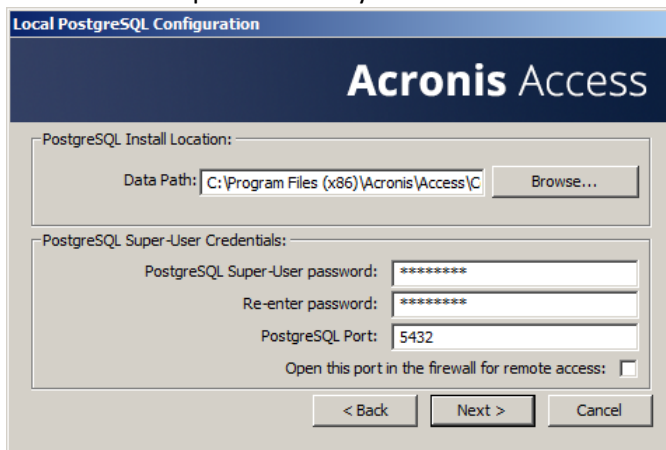 Local PostgreSQL Configuration
Acronis Access
PostgreSQL Install Location:
Data Path: C:\Program Files (x86)\Acronis\Access\C Browse...
PostgreSQL Super-User Credentials:
PostgreSQL Super-User password: ********
Re-enter password: ********
PostgreSQL Port: 5432
Open this port in the firewall for remote access:
< Back Next > Cancel